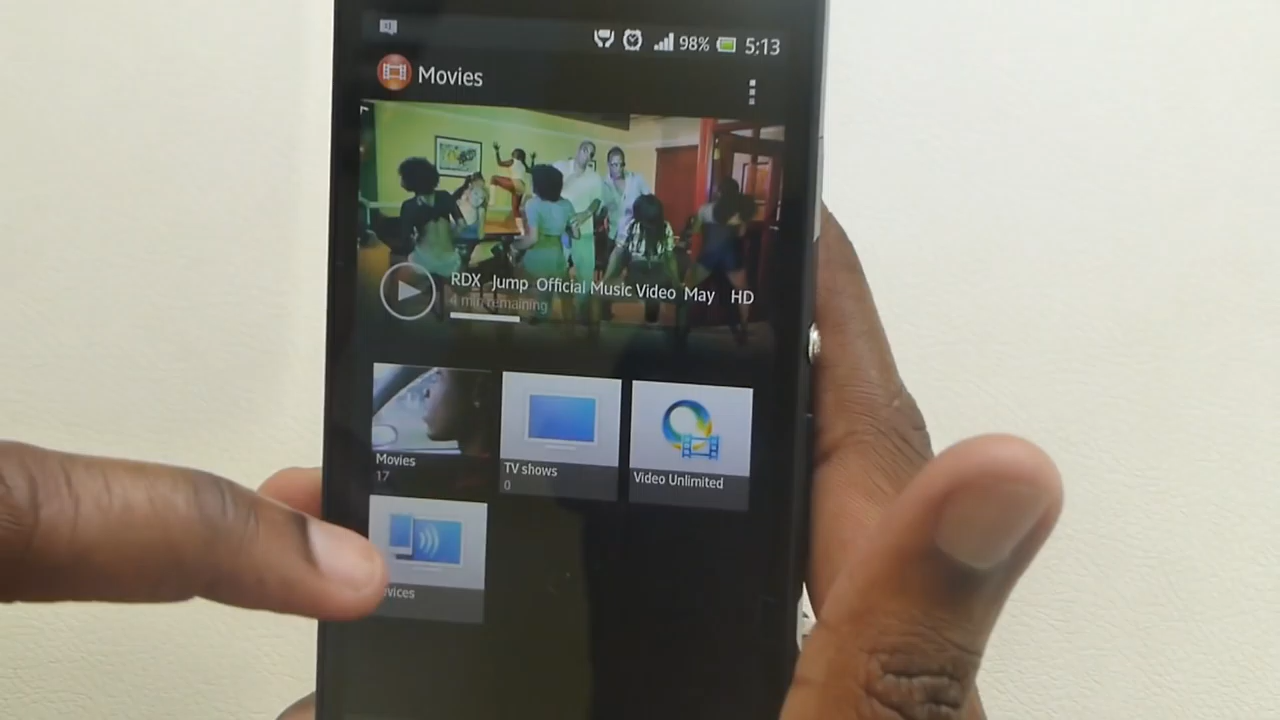 98% 5:13
Movies
RDX Jump Official Music Video May HD
4 min remaining
Movies
17
TV shows
0
Video Unlimited
vices